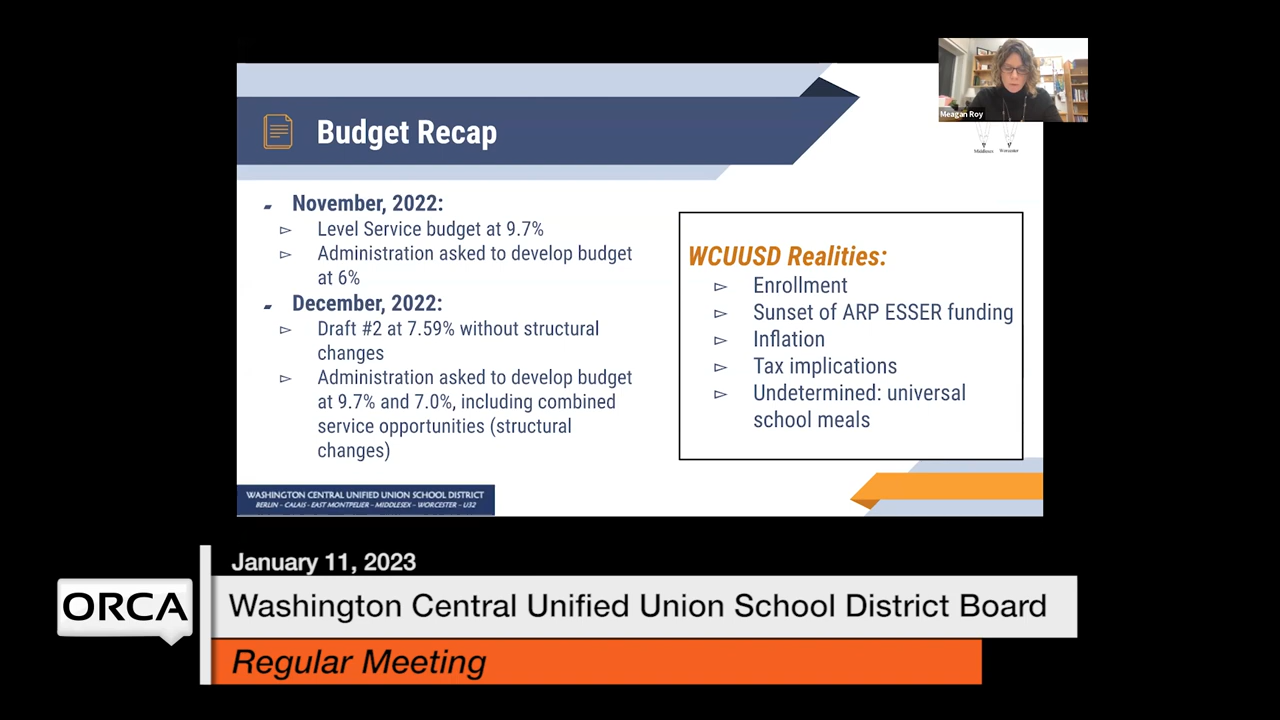 Meagan Roy
Middlesex Worcester
Budget Recap
November, 2022:
Level Service budget at 9.7%
Administration asked to develop budget
at 6%
December, 2022:
Draft #2 at 7.59% without structural
changes
Administration asked to develop budget
at 9.7% and 7.0%, including combined
service opportunities (structural
changes)
WCUUSD Realities:
Enrollment
Sunset of ARP ESSER funding
Inflation
Tax implications
Undetermined: universal
school meals
WASHINGTON CENTRAL UNIFIED UNION SCHOOL DISTRICT
BERLIN – CALAIS - EAST MONTPELIER – MIDDLESEX – WORCESTER – U32
January 11, 2023
ORCA
Washington Central Unified Union School District Board
Regular Meeting